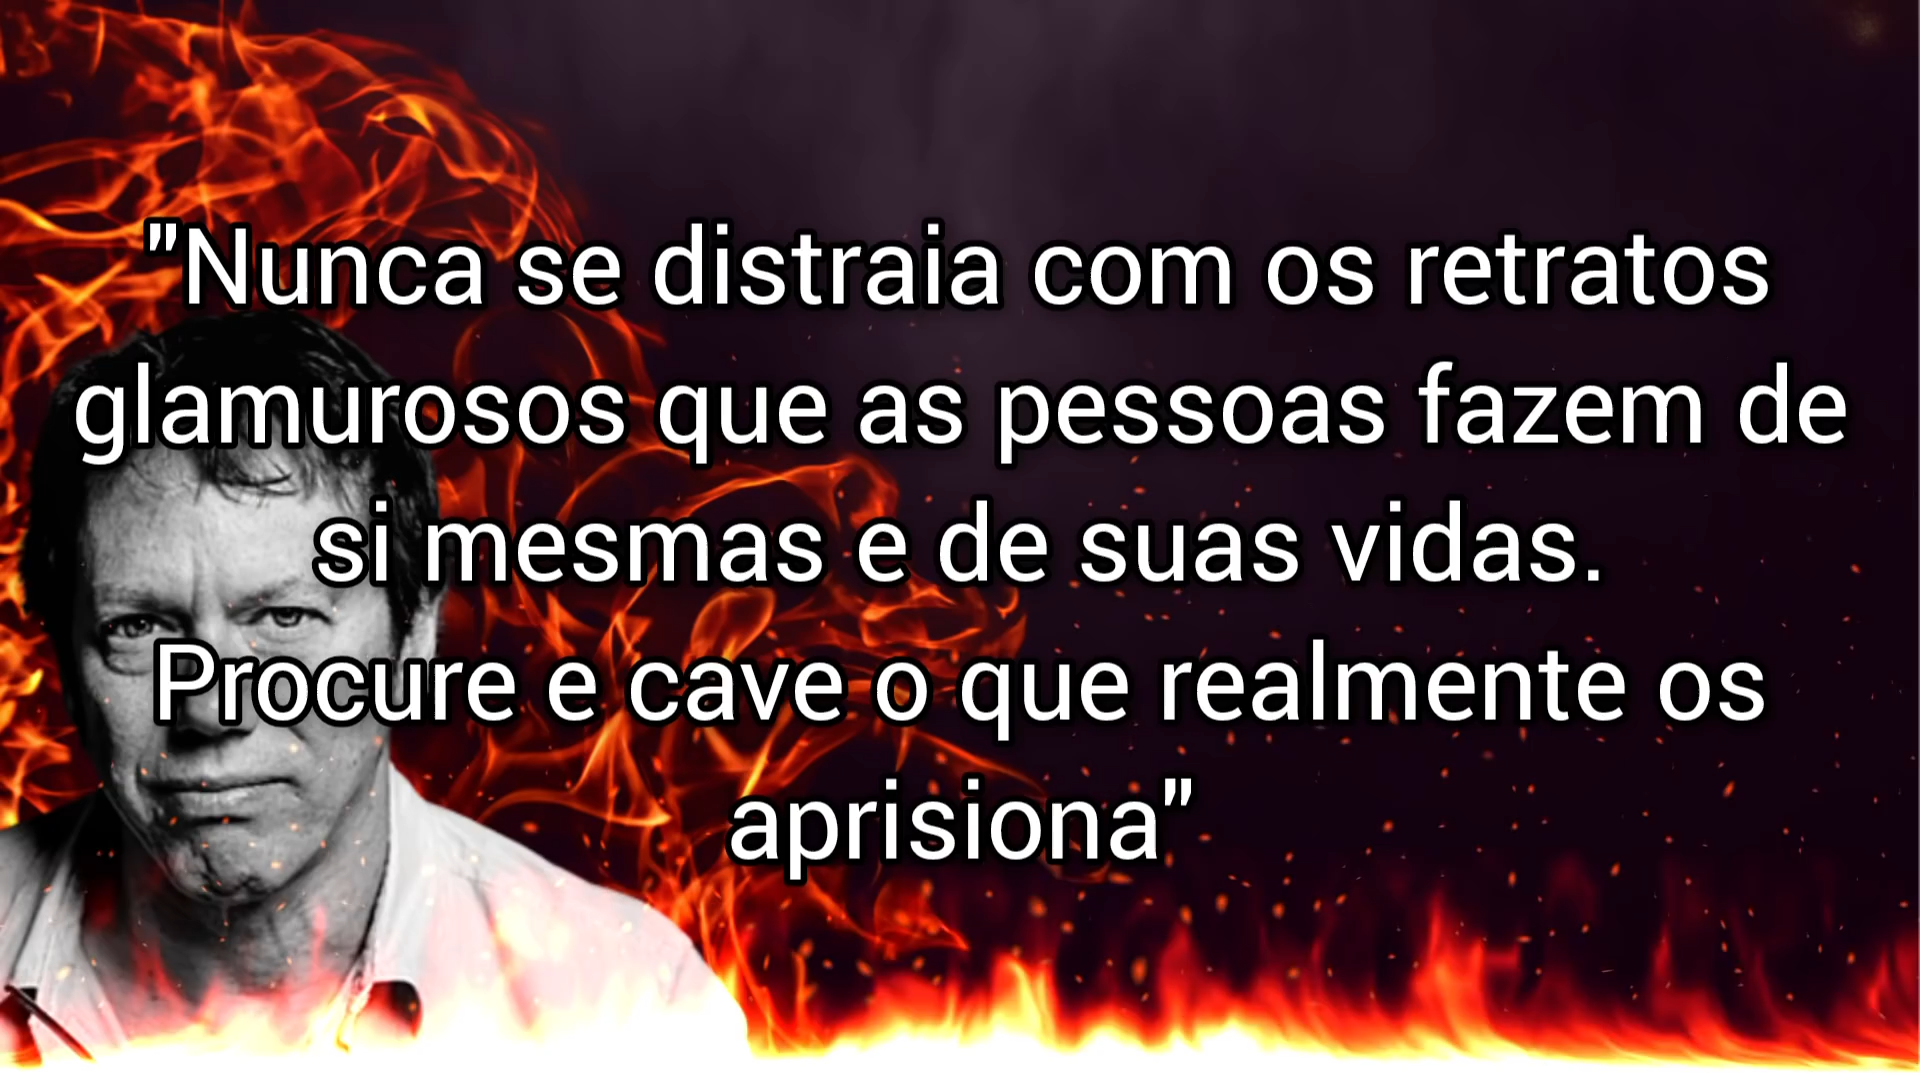 "Nunca se distraia com os retratos
glamurosos que as pessoas fazem de
si mesmas e de suas vidas.
Procure e cave o que realmente os
aprisiona"